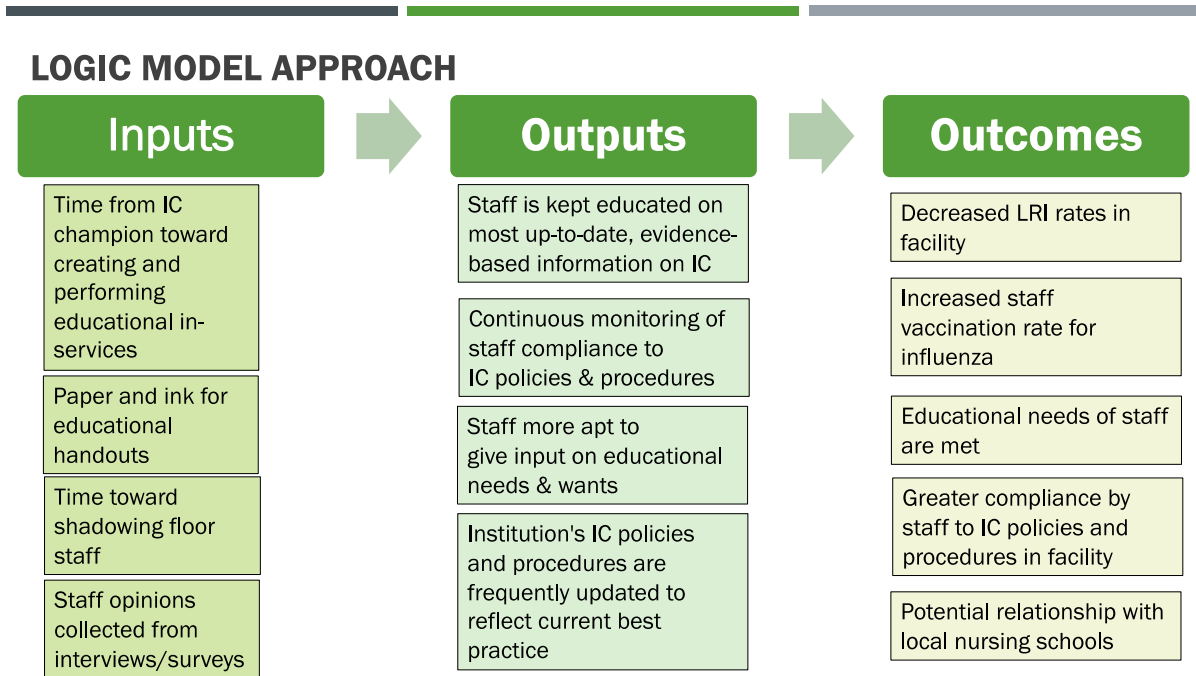 LOGIC MODEL APPROACH
Inputs
Time from IC
champion toward
creating and
performing
educational in-
services
Paper and ink for
educational
handouts
Time toward
shadowing floor
staff
Staff opinions
collected from
interviews/surveys
Outputs
Staff is kept educated on
most up-to-date, evidence-
based information on IC
Continuous monitoring of
staff compliance to
IC policies & procedures
Staff more apt to
give input on educational
needs & wants
Institution's IC policies
and procedures are
frequently updated to
reflect current best
practice
Outcomes
Decreased LRI rates in
facility
Increased staff
vaccination rate for
influenza
Educational needs of staff
are met
Greater compliance by
staff to IC policies and
procedures in facility
Potential relationship with
local nursing schools